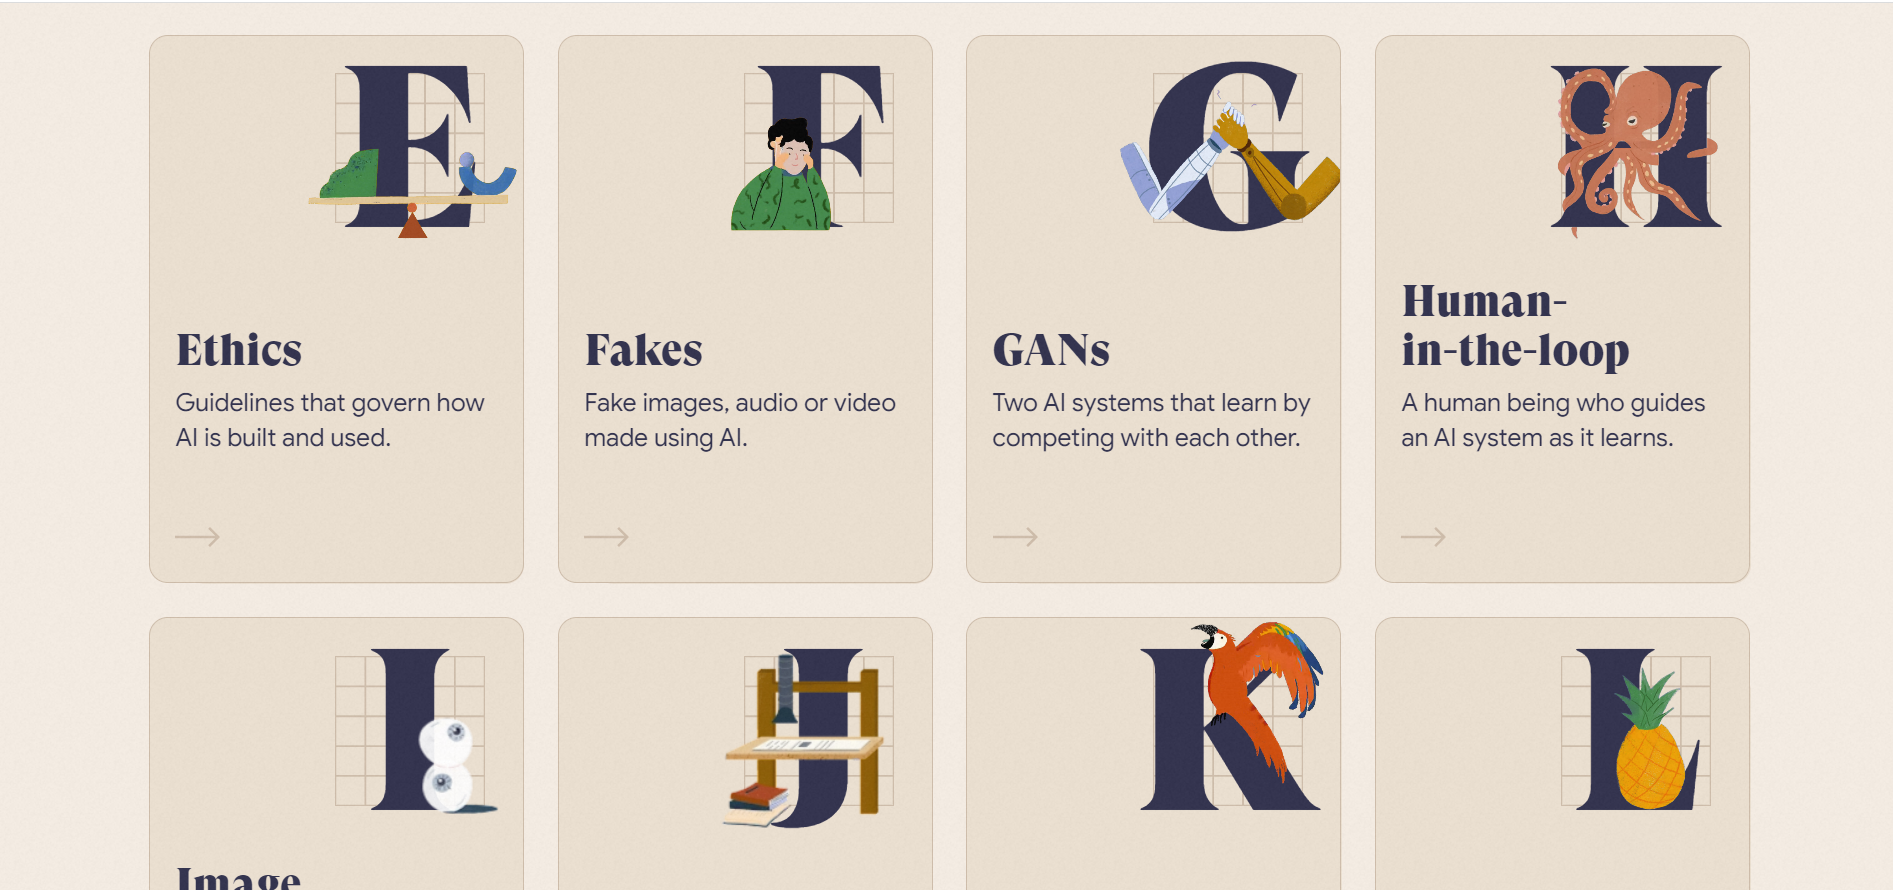 E
F
G
H
Ethics
Guidelines that govern how
AI is built and used.
Fakes
Fake images, audio or video
made using AI.
GANs
Two AI systems that learn by
competing with each other.
Human-
in-the-loop
A human being who guides
an AI system as it learns.
I
J
K
L
Image